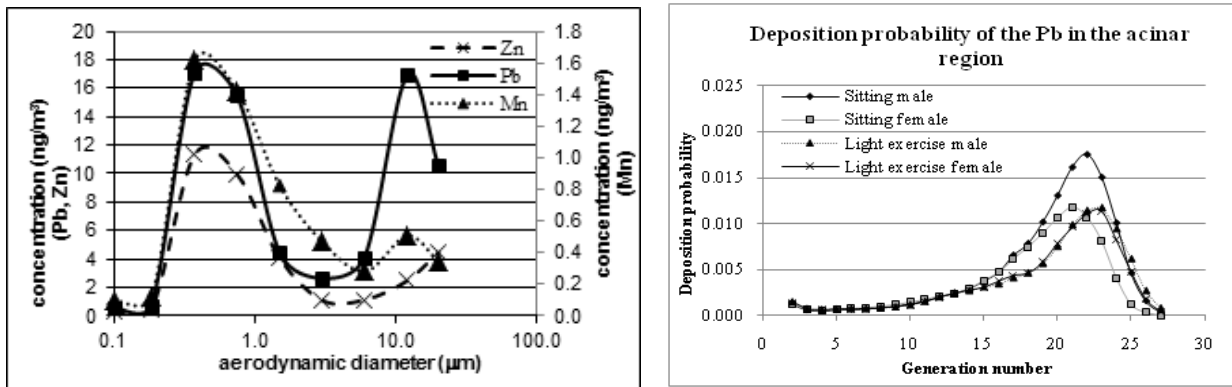 20
18
16
14
12
10
8
6
4
2
0
concentration (ng/m³)
(Pb, Zn)
Zn
Pb
Mn
1.8
1.6
1.4
1.2
1.0
0.8
0.6
0.4
0.2
0.0
concentration (ng/m³)
(Mn)
0.1 1.0 10.0 100.0
aerodynamic diameter (µm)
Deposition probability of the Pb in the acinar
region
0.025
0.020
0.015
0.010
0.005
0.000
Deposition probability
Sitting male
Sitting female
Light exercise male
Light exercise female
0 5 10 15 20 25 30
Generation number